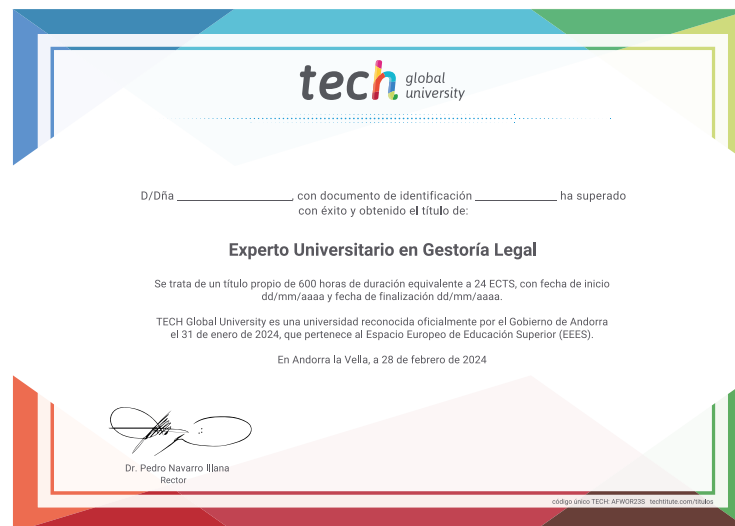 tech global university
D/Dña ______________, con documento de identificación __________ ha superado
con éxito y obtenido el título de:
Experto Universitario en Gestoría Legal
Se trata de un título propio de 600 horas de duración equivalente a 24 ECTS, con fecha de inicio
dd/mm/aaaa y fecha de finalización dd/mm/aaaa.
TECH Global University es una universidad reconocida oficialmente por el Gobierno de Andorra
el 31 de enero de 2024, que pertenece al Espacio Europeo de Educación Superior (EEES).
En Andorra la Vella, a 28 de febrero de 2024
Dr. Pedro Navarro Illana
Rector
código único TECH: AFWOR23S techtitute.com/titulos